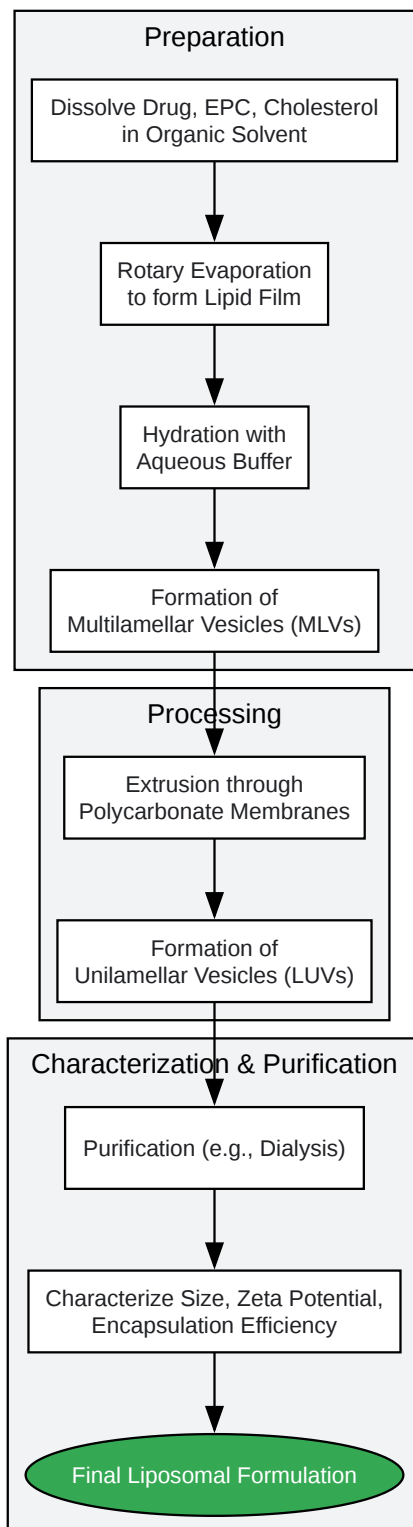 Preparation
Dissolve Drug, EPC, Cholesterol
in Organic Solvent
Rotary Evaporation
to form Lipid Film
Hydration with
Aqueous Buffer
Formation of
Multilamellar Vesicles (MLVs)
Processing
Extrusion through
Polycarbonate Membranes
Formation of
Unilamellar Vesicles (LUVs)
Characterization & Purification
Purification (e.g., Dialysis)
Characterize Size, Zeta Potential,
Encapsulation Efficiency
Final Liposomal Formulation